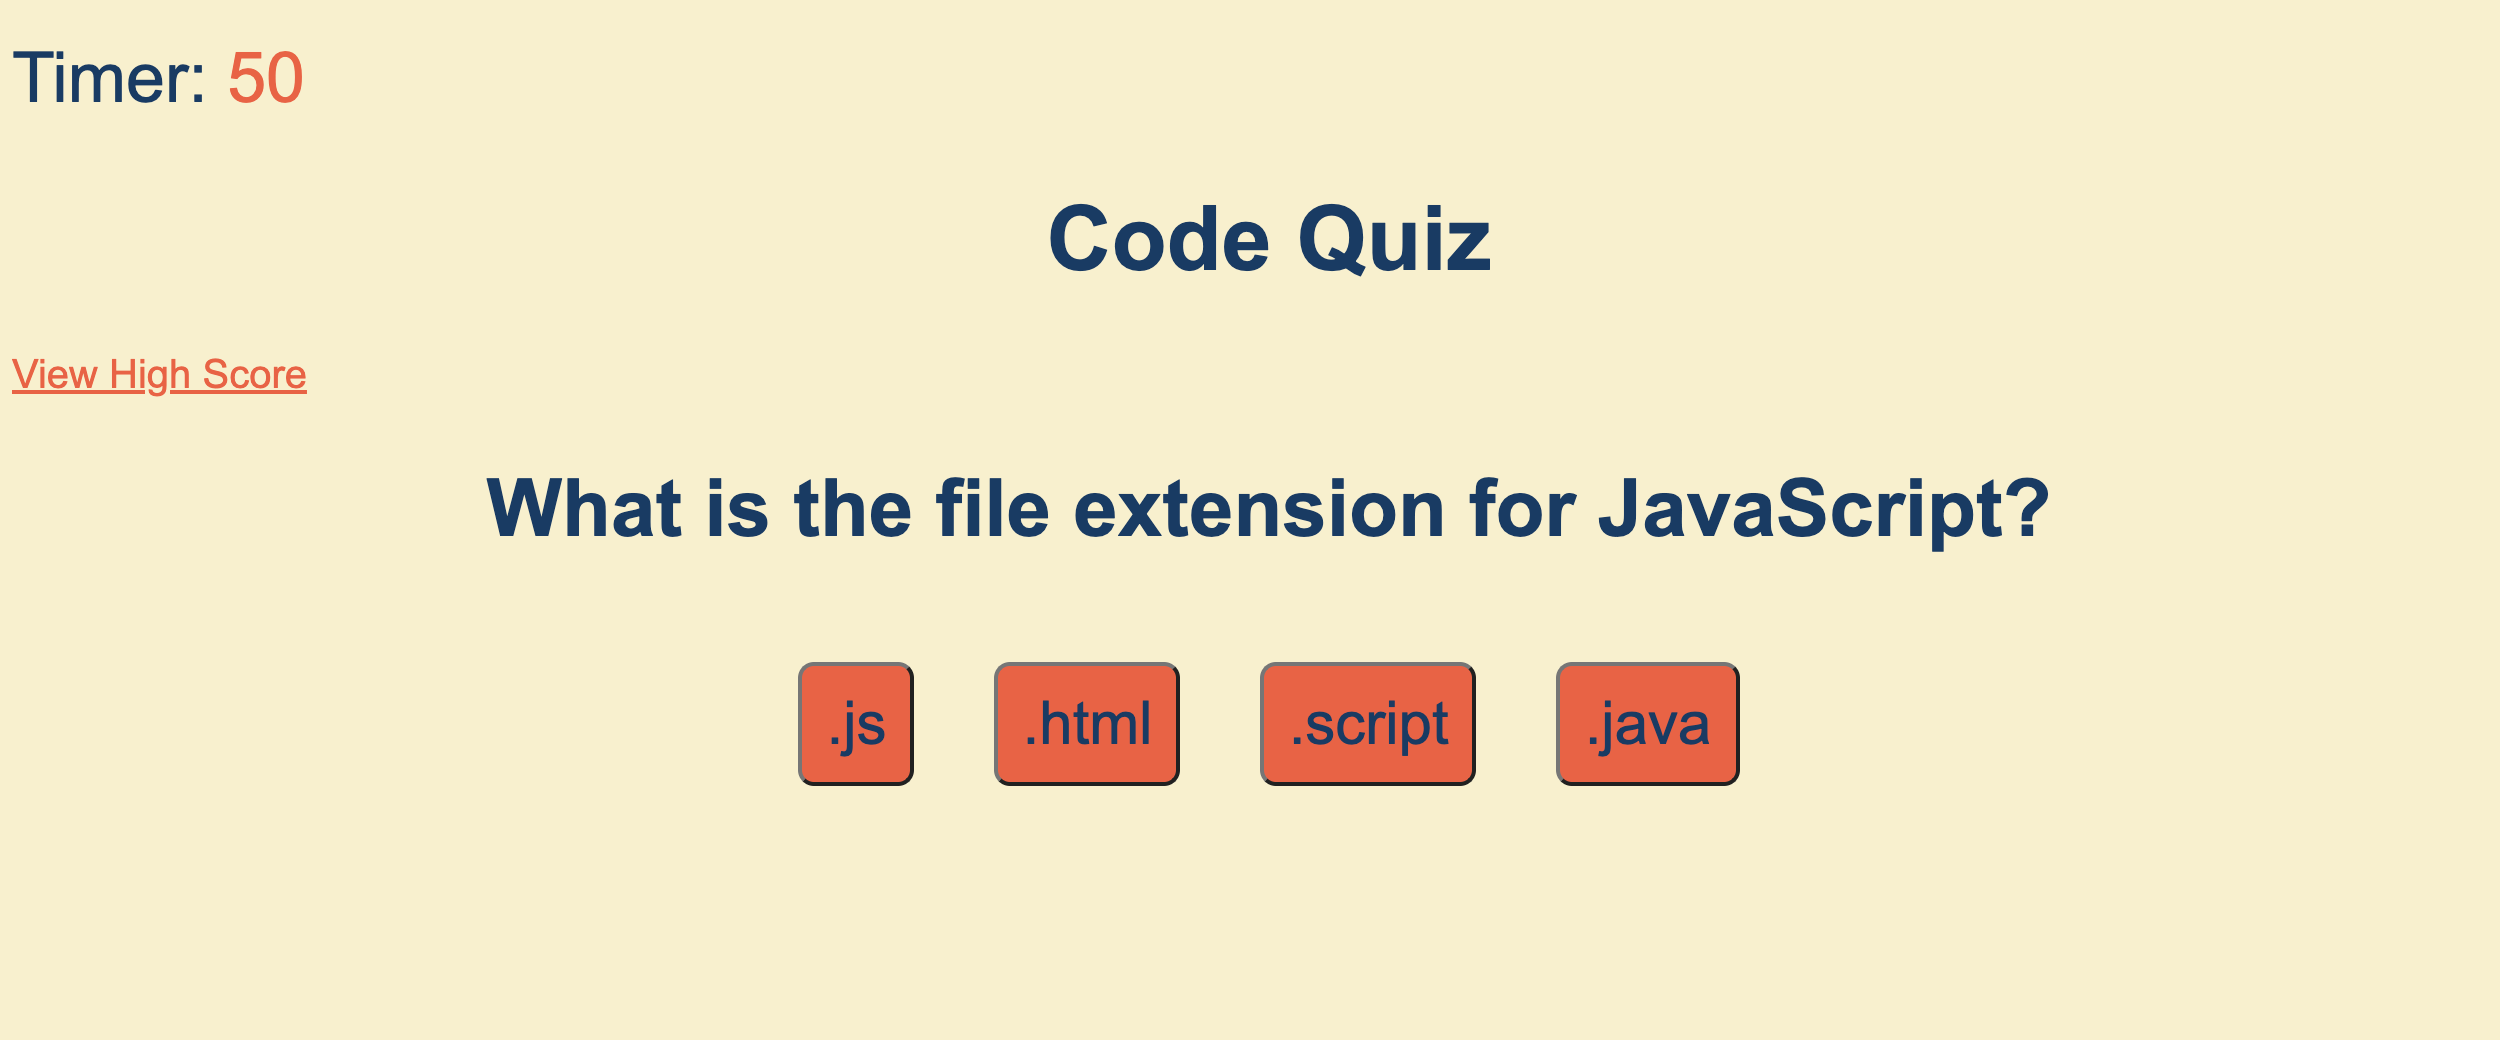 Timer: 50
Code Quiz
View High Score
What is the file extension for JavaScript?
.js .html .script .java